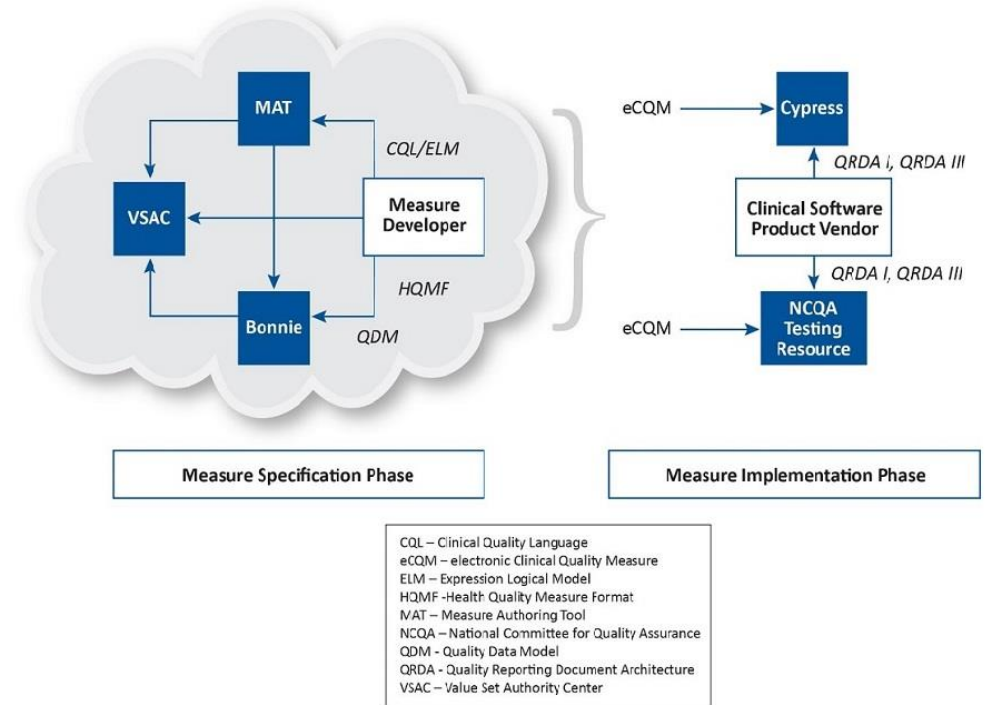 MAT
CQL/ELM
VSAC
Measure
Developer
HQMF
Bonnie
QDM
eCQM
Cypress
QRDA I, QRDA III
Clinical Software
Product Vendor
QRDA I, QRDA III
eCQM
NCQA
Testing
Resource
Measure Specification Phase
Measure Implementation Phase
CQL – Clinical Quality Language
eCQM – electronic Clinical Quality Measure
ELM – Expression Logical Model
HQMF -Health Quality Measure Format
MAT – Measure Authoring Tool
NCQA – National Committee for Quality Assurance
QDM - Quality Data Model
QRDA - Quality Reporting Document Architecture
VSAC – Value Set Authority Center